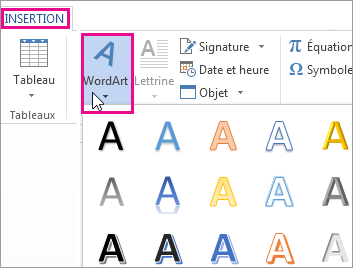 INSERTION
Tableau
Tableaux
WordArt
Lettrine
Signature
Date et heure
Objet
π Équation
Ω Symbole
A A A A A
A A A A A
A A A A A